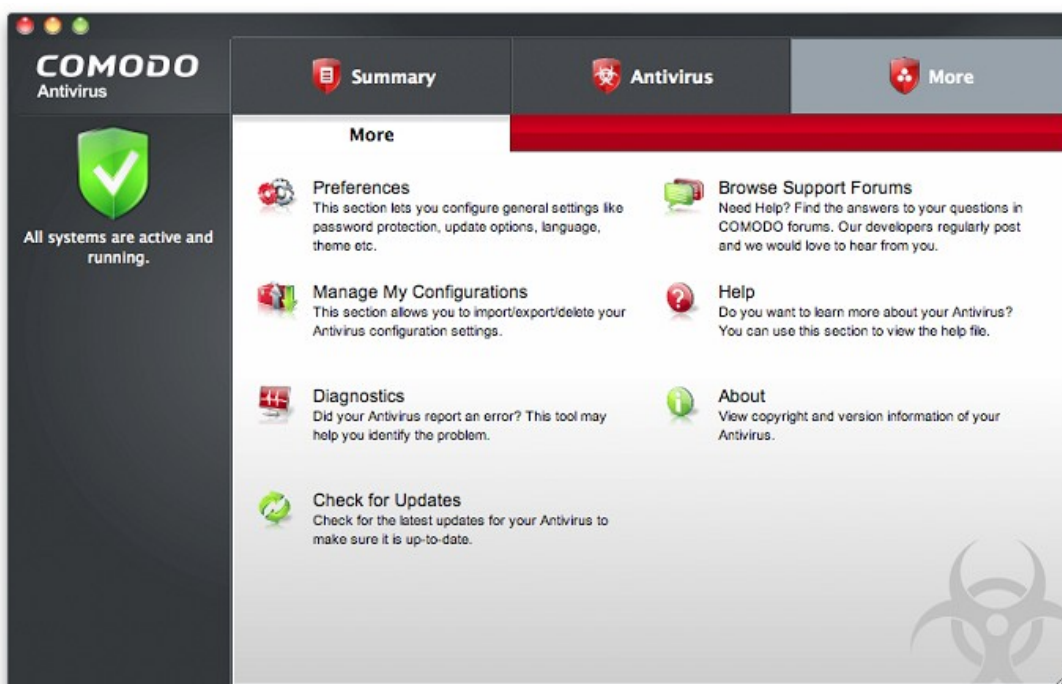 COMODO
Antivirus
Summary
Antivirus
More
All systems are active and
running.
More
Preferences
This section lets you configure general settings like
password protection, update options, language,
theme etc.
Manage My Configurations
This section allows you to import/export/delete your
Antivirus configuration settings.
Diagnostics
Did your Antivirus report an error? This tool may
help you identify the problem.
Check for Updates
Check for the latest updates for your Antivirus to
make sure it is up-to-date.
Browse Support Forums
Need Help? Find the answers to your questions in
COMODO forums. Our developers regularly post
and we would love to hear from you.
Help
Do you want to learn more about your Antivirus?
You can use this section to view the help file.
About
View copyright and version information of your
Antivirus.